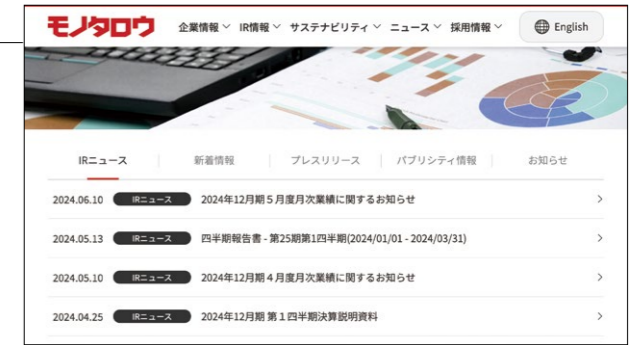 モノタロウ 企業情報 IR情報 サステナビリティ ニュース 採用情報 English
IRニュース 新着情報 プレスリリース パブリシティ情報 お知らせ
2024.06.10 IRニュース 2024年12月期５月度月次業績に関するお知らせ
2024.05.13 IRニュース 四半期報告書 - 第25期第1四半期(2024/01/01 - 2024/03/31)
2024.05.10 IRニュース 2024年12月期４月度月次業績に関するお知らせ
2024.04.25 IRニュース 2024年12月期 第１四半期決算説明資料